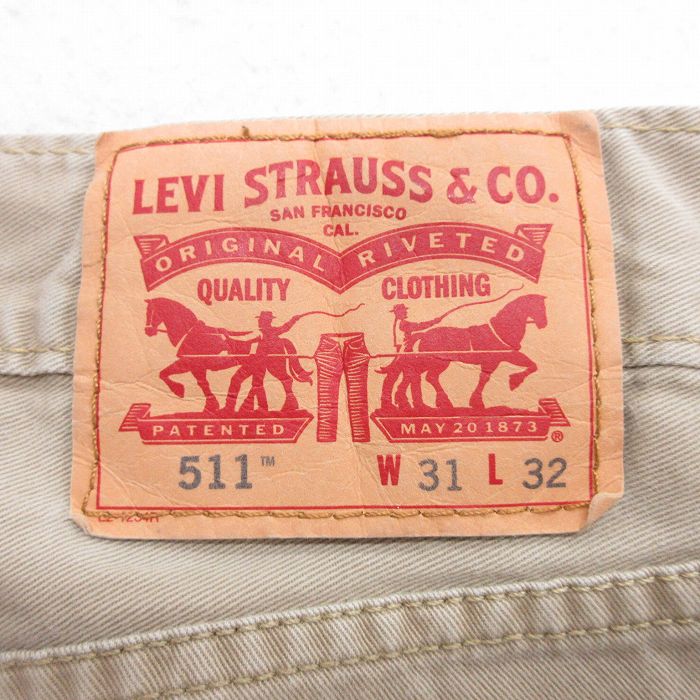 LEVI STRAUSS & CO.
SAN FRANCISCO
CAL.
ORIGINAL RIVETED
QUALITY CLOTHING
PATENTED MAY 20 1873 ®
511™ W 31 L 32